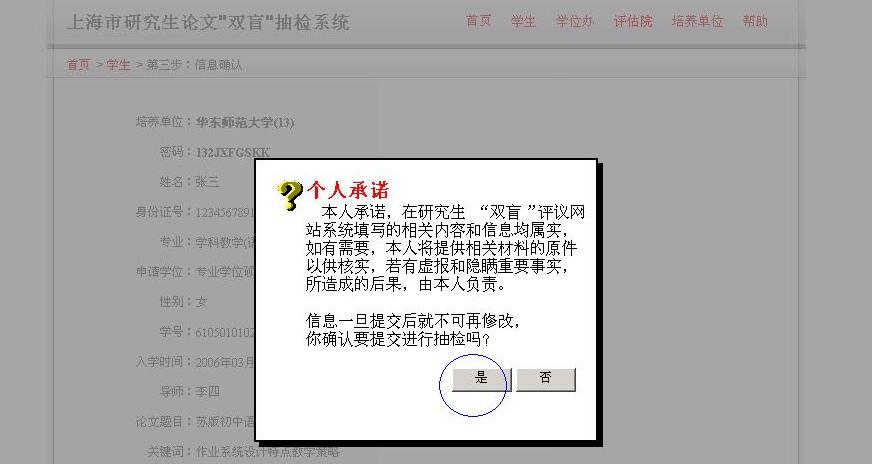 上海市研究生论文"双盲"抽检系统
首页 学生 学位办 评估院 培养单位 帮助
首页 > 学生 > 第三步：信息确认
培养单位：华东师范大学(13)
密码：132JXFGSKK
姓名：张三
身份证号：1234567891
专业：学科教学(语
申请学位：专业学位硕
性别：女
学号：6105010102
入学时间：2006年03月
导师：李四
论文题目：苏版初中语
关键词：作业系统设计特点教学策略
个人承诺
本人承诺，在研究生 “双盲 ”评议网
站系统填写的相关内容和信息均属实，
如有需要，本人将提供相关材料的原件
以供核实，若有虚报和隐瞒重要事实，
所造成的后果，由本人负责。
信息一旦提交后就不可再修改，
你确认要提交进行抽检吗？
是 否